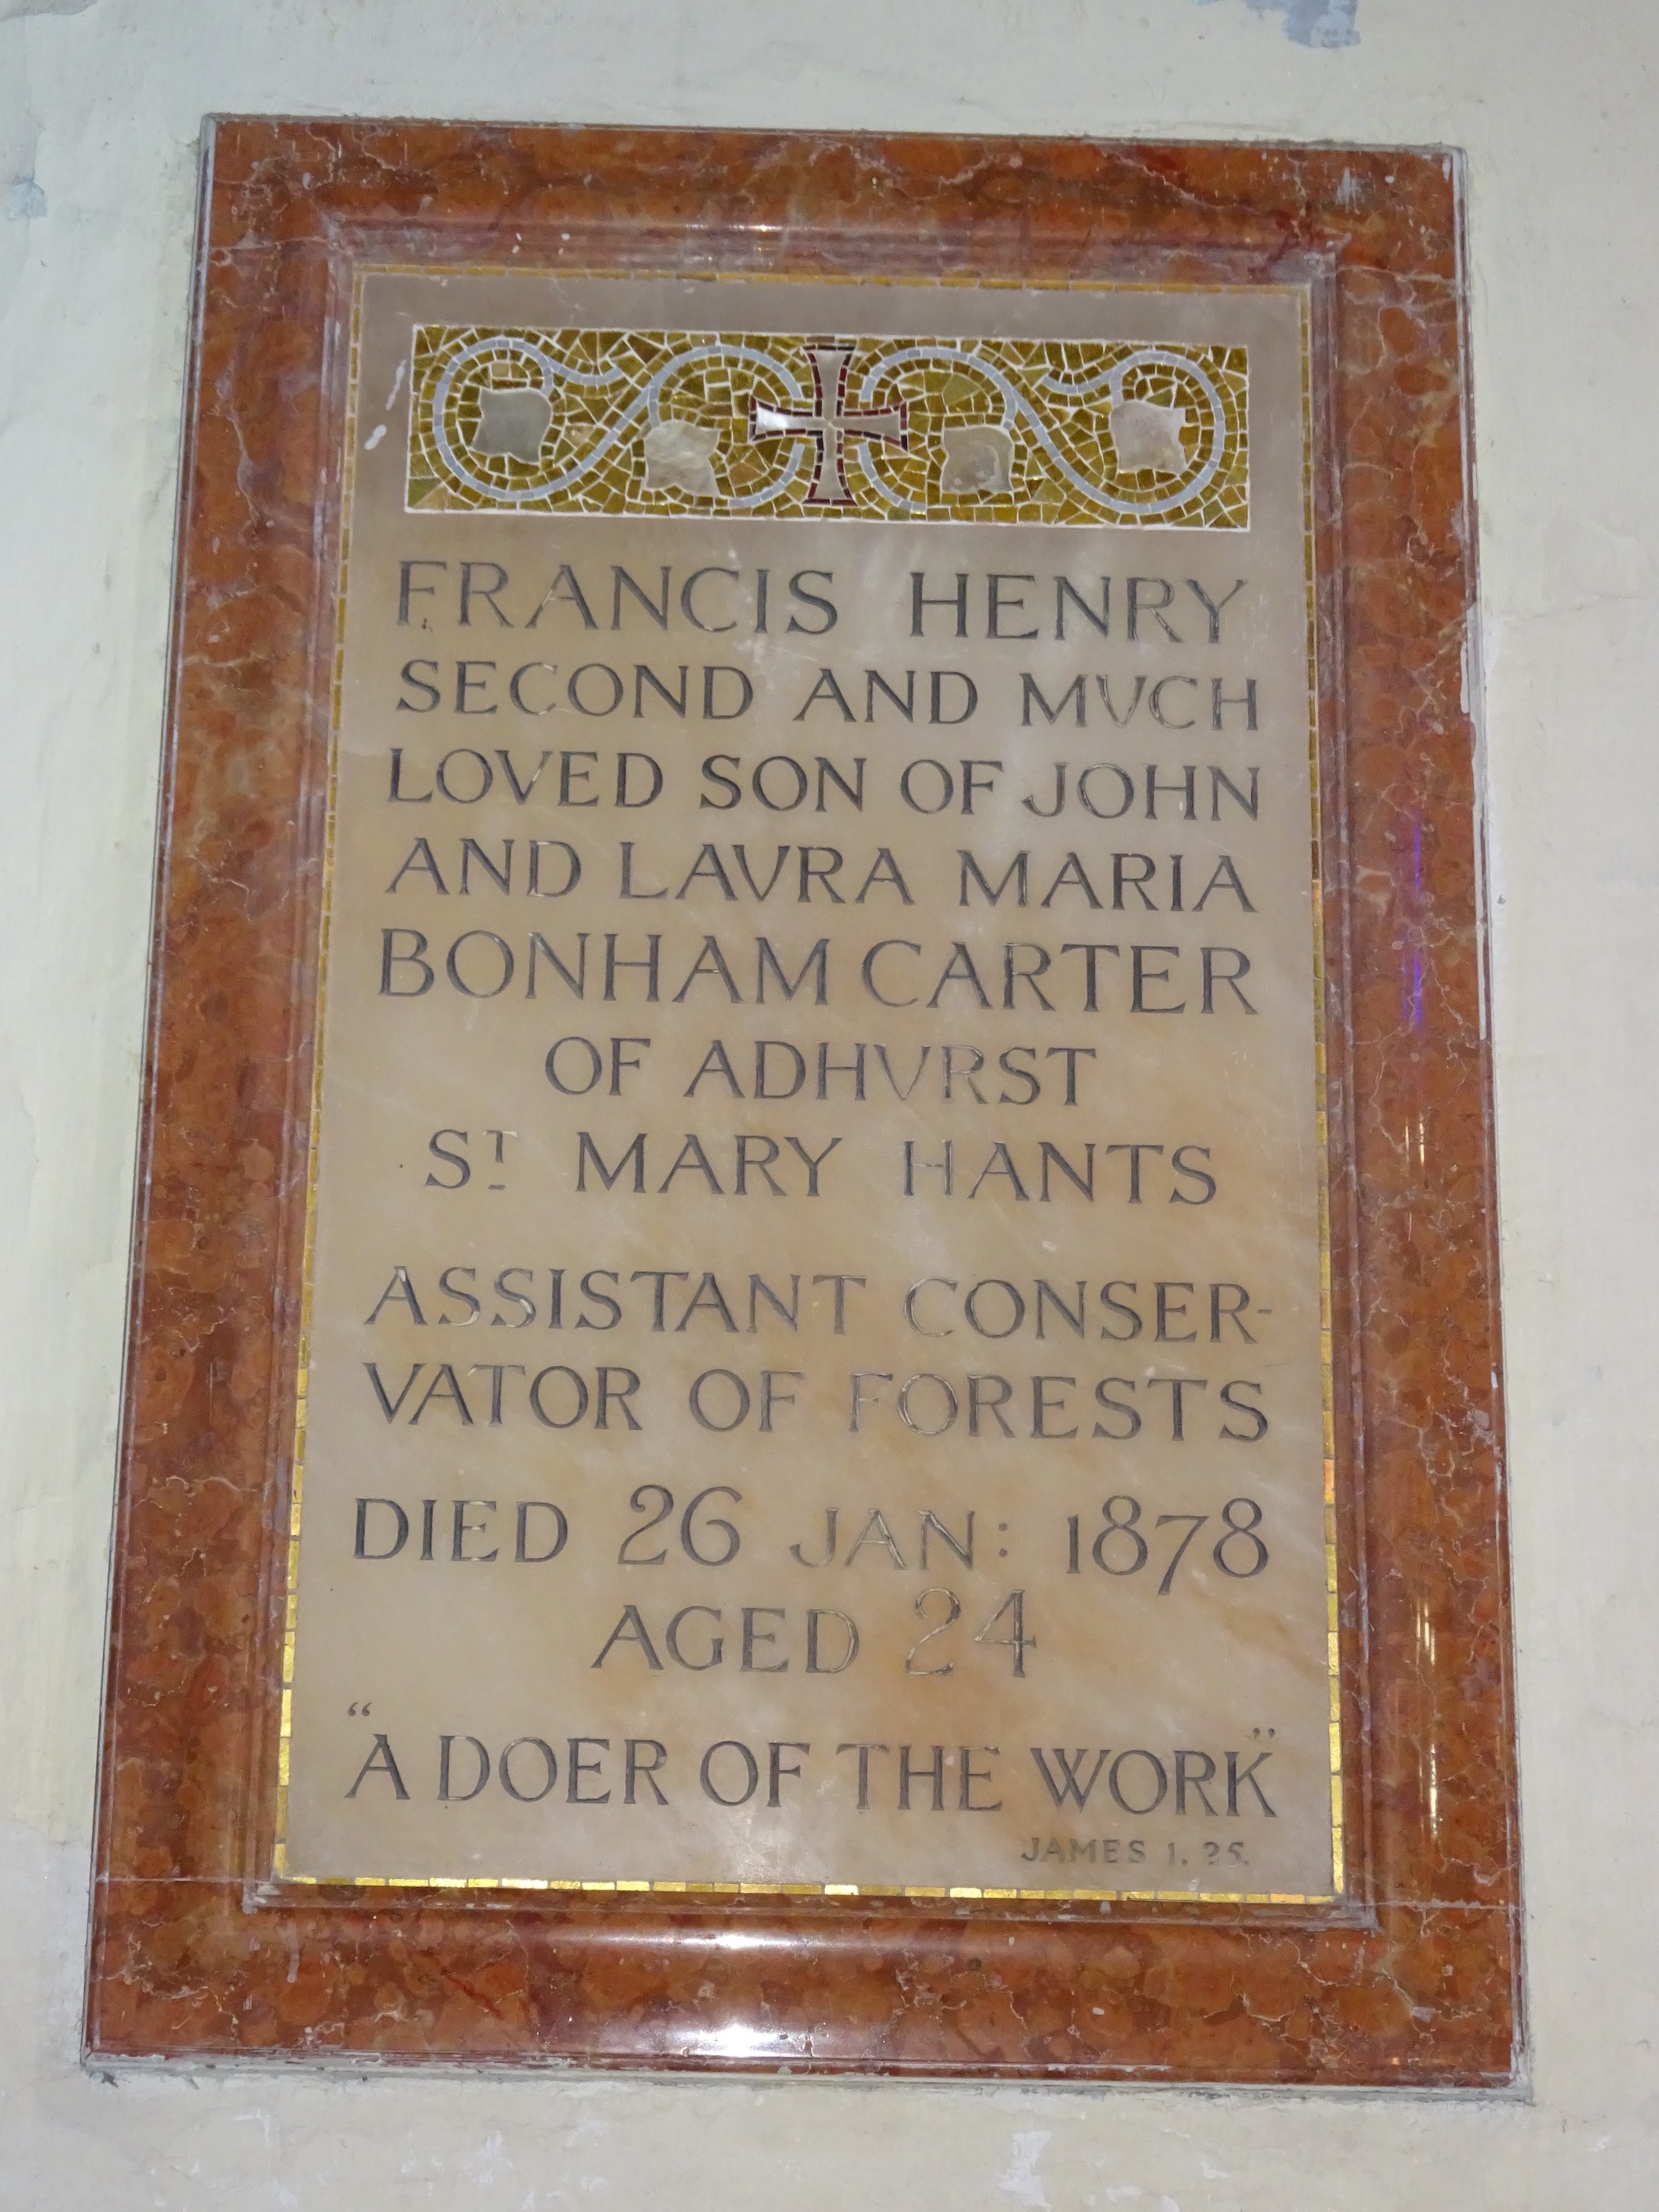 FRANCIS HENRY
SECOND AND MVCH
LOVED SON OF JOHN
AND LAVRA MARIA
BONHAM CARTER
OF ADHVRST
ST MARY HANTS
ASSISTANT CONSER-
VATOR OF FORESTS
DIED 26 JAN: 1878
AGED 24
“A DOER OF THE WORK”
JAMES 1. 25.